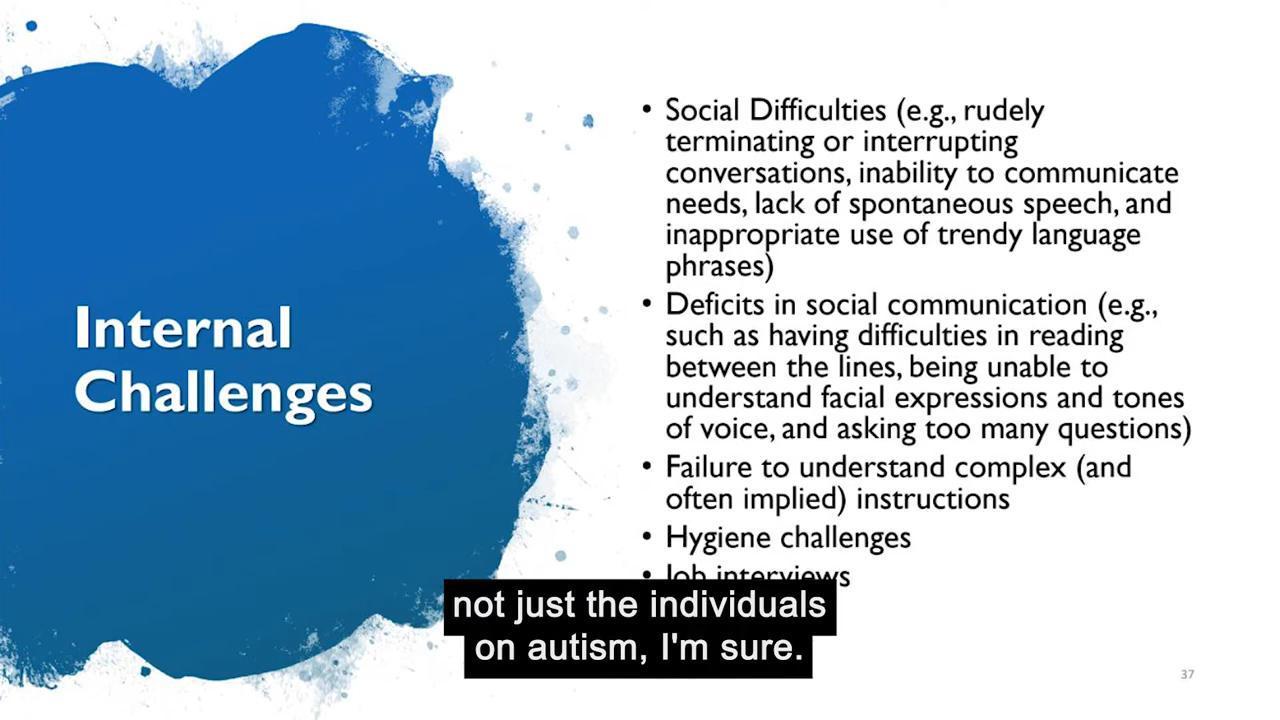 Internal
Challenges
• Social Difficulties (e.g., rudely
terminating or interrupting
conversations, inability to communicate
needs, lack of spontaneous speech, and
inappropriate use of trendy language
phrases)
• Deficits in social communication (e.g.,
such as having difficulties in reading
between the lines, being unable to
understand facial expressions and tones
of voice, and asking too many questions)
• Failure to understand complex (and
often implied) instructions
• Hygiene challenges
• Job interviews
not just the individuals
on autism, I'm sure.
37